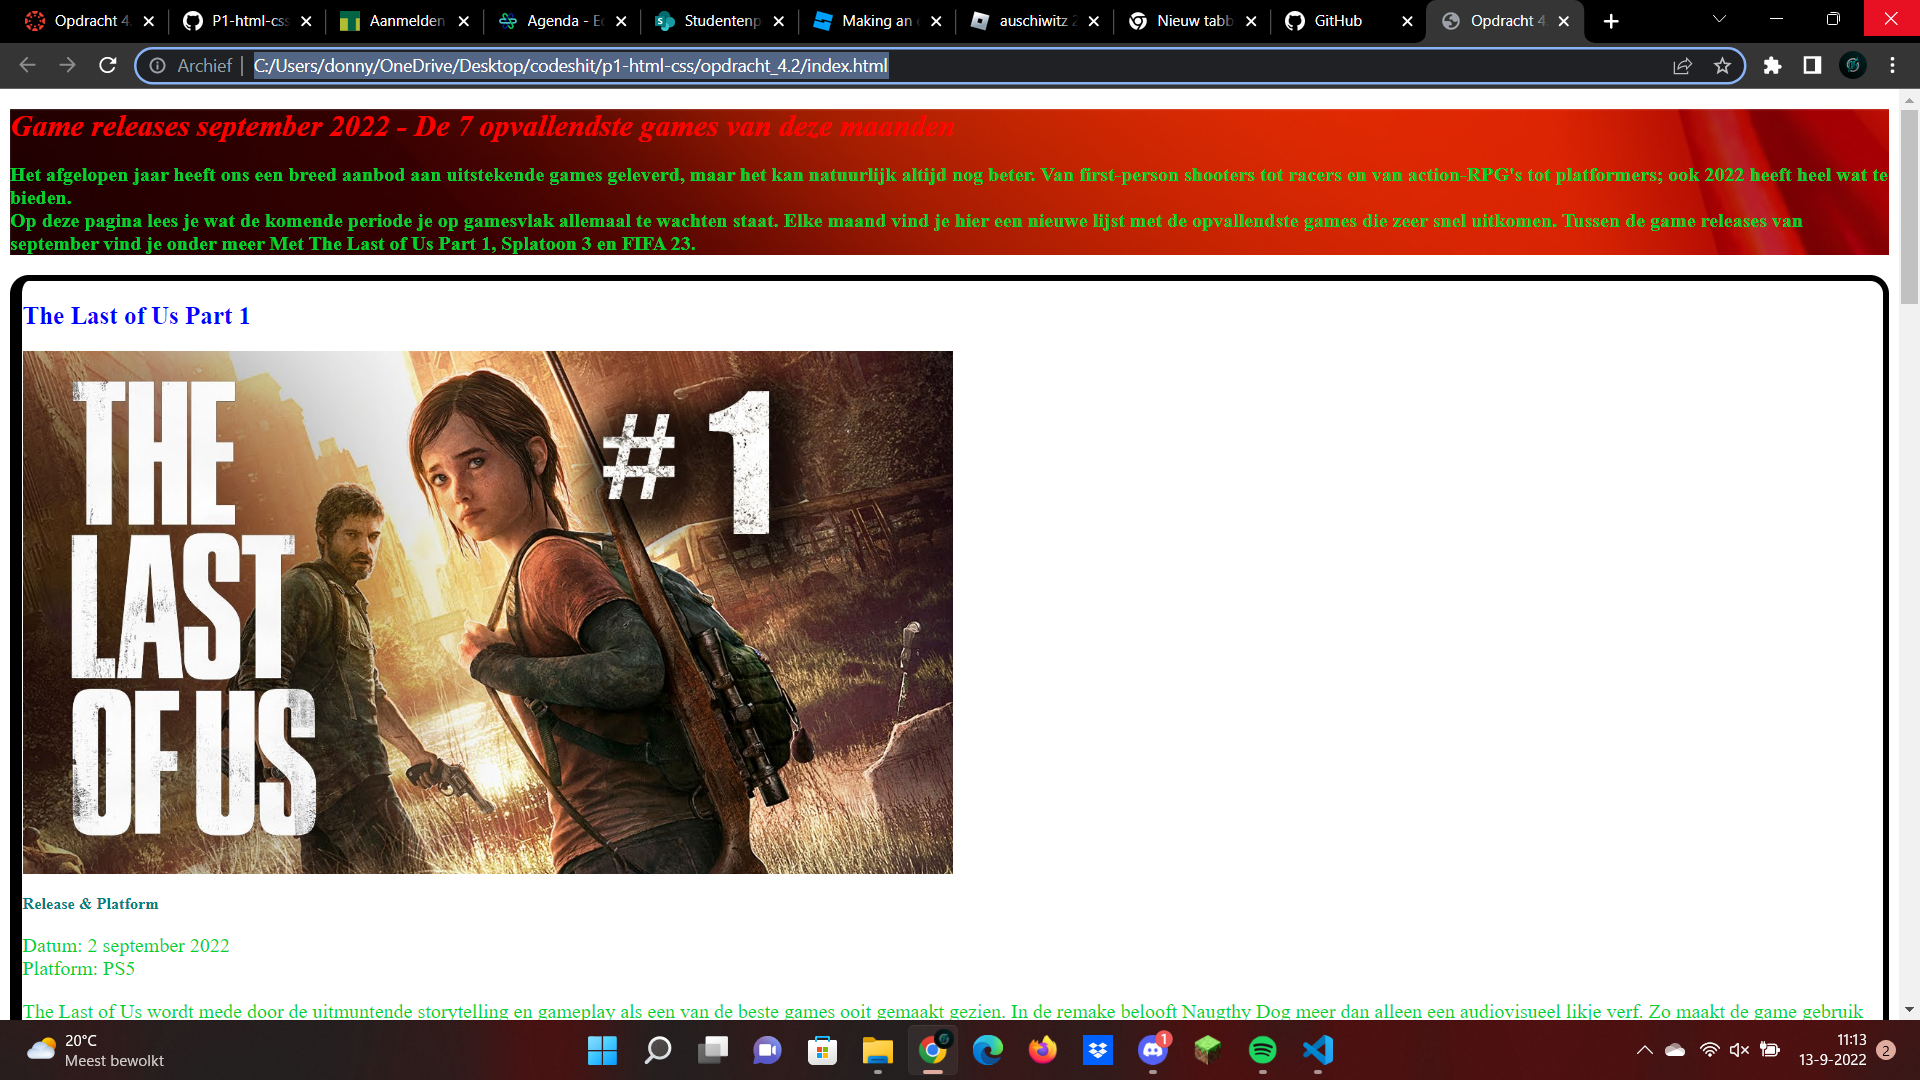 Opdracht 4
P1-html-css
Aanmelden
Agenda - Ec
Studentenp
Making an e
auschiwitz 2
Nieuw tabb
GitHub
Opdracht 4
Archief | C:/Users/donny/OneDrive/Desktop/codeshit/p1-html-css/opdracht_4.2/index.html
Game releases september 2022 - De 7 opvallendste games van deze maanden
Het afgelopen jaar heeft ons een breed aanbod aan uitstekende games geleverd, maar het kan natuurlijk altijd nog beter. Van first-person shooters tot racers en van action-RPG's tot platformers; ook 2022 heeft heel wat te
bieden.
Op deze pagina lees je wat de komende periode je op gamesvlak allemaal te wachten staat. Elke maand vind je hier een nieuwe lijst met de opvallendste games die zeer snel uitkomen. Tussen de game releases van
september vind je onder meer Met The Last of Us Part 1, Splatoon 3 en FIFA 23.
The Last of Us Part 1
THE
LAST
OF US
#1
Release & Platform
Datum: 2 september 2022
Platform: PS5
The Last of Us wordt mede door de uitmuntende storytelling en gameplay als een van de beste games ooit gemaakt gezien. In de remake belooft Naugthy Dog meer dan alleen een audiovisueel likje verf. Zo maakt de game gebruik
20°C
Meest bewolkt
1
11:13
13-9-2022
2